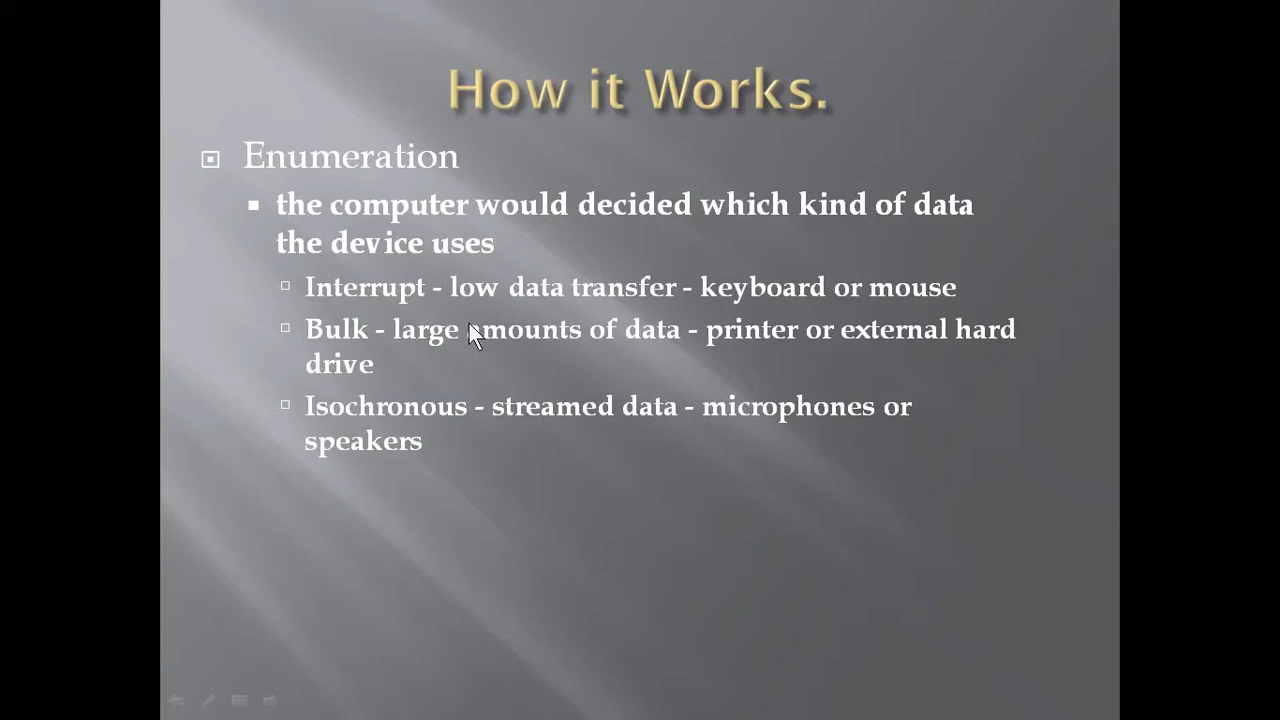 How it Works.
Enumeration
the computer would decided which kind of data
the device uses
Interrupt - low data transfer - keyboard or mouse
Bulk - large amounts of data - printer or external hard
drive
Isochronous - streamed data - microphones or
speakers